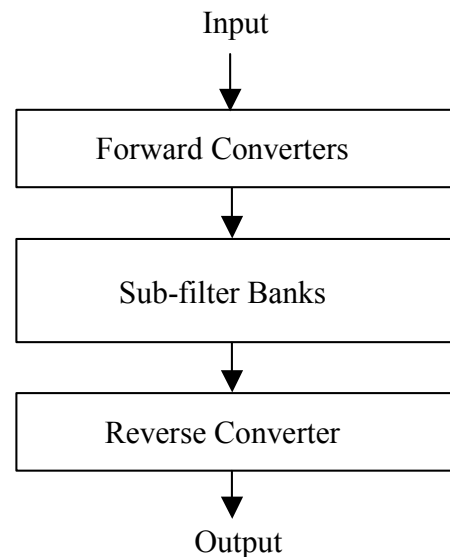 Input
Forward Converters
Sub-filter Banks
Reverse Converter
Output